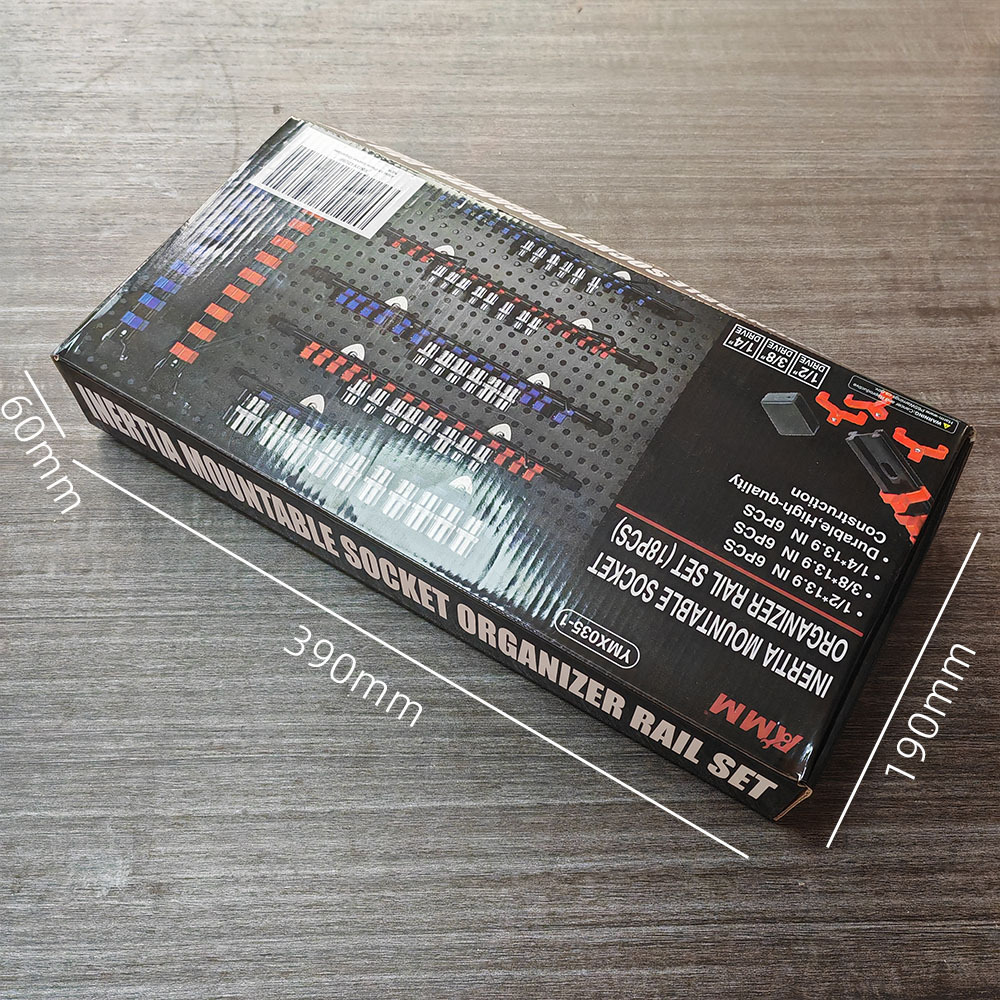 60mm
390mm
190mm
INERTIA MOUNTABLE SOCKET ORGANIZER RAIL SET
KMM
INERTIA MOUNTABLE SOCKET
ORGANIZER RAIL SET (18PCS)
YMX035-1
• 1/2*13.9 IN 6PCS
• 3/8*13.9 IN 6PCS
• 1/4*13.9 IN 6PCS
• Durable,High-quality
Construction
1/2" DRIVE
3/8" DRIVE
1/4" DRIVE